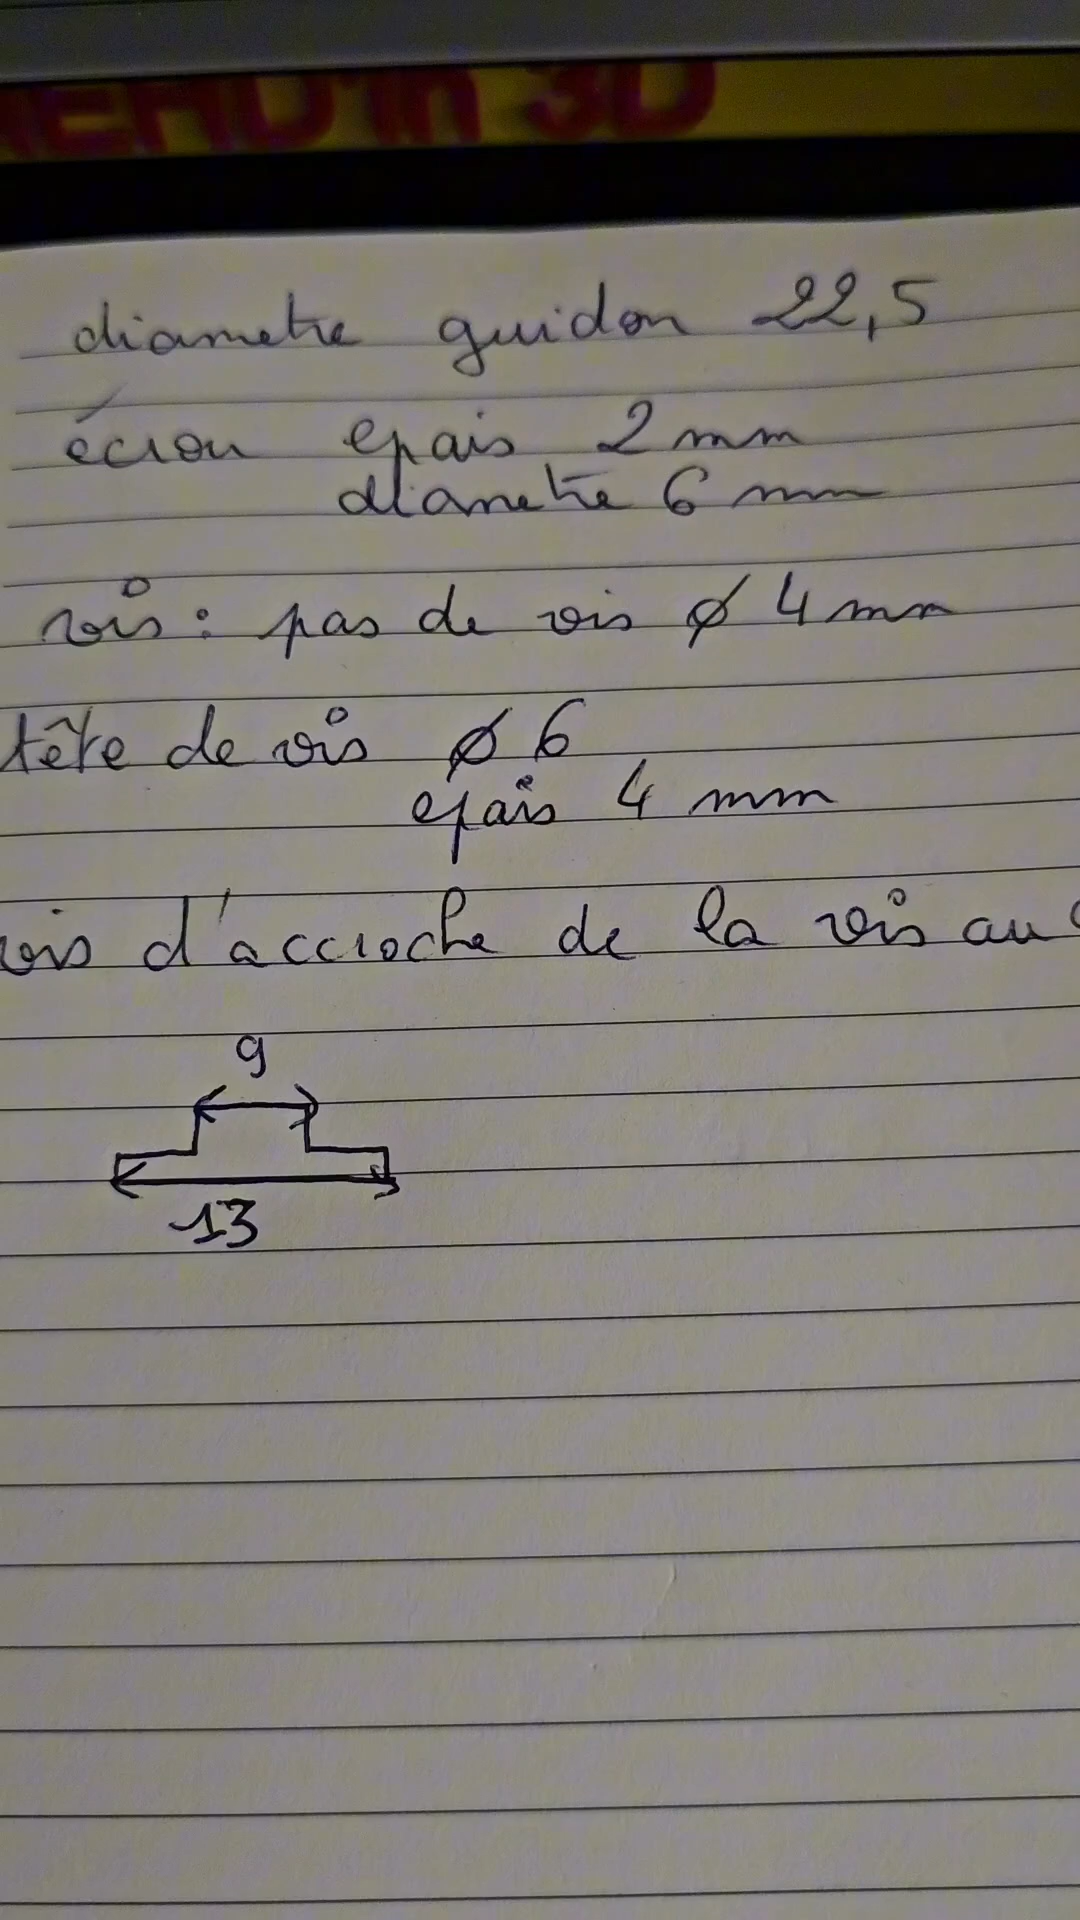 diametre guidon 22,5
écrou epais 2 mm
diametre 6 mm
vis : pas de vis ø 4 mm
tête de vis ø 6
epais 4 mm
d'accroche de la vis au
9
13